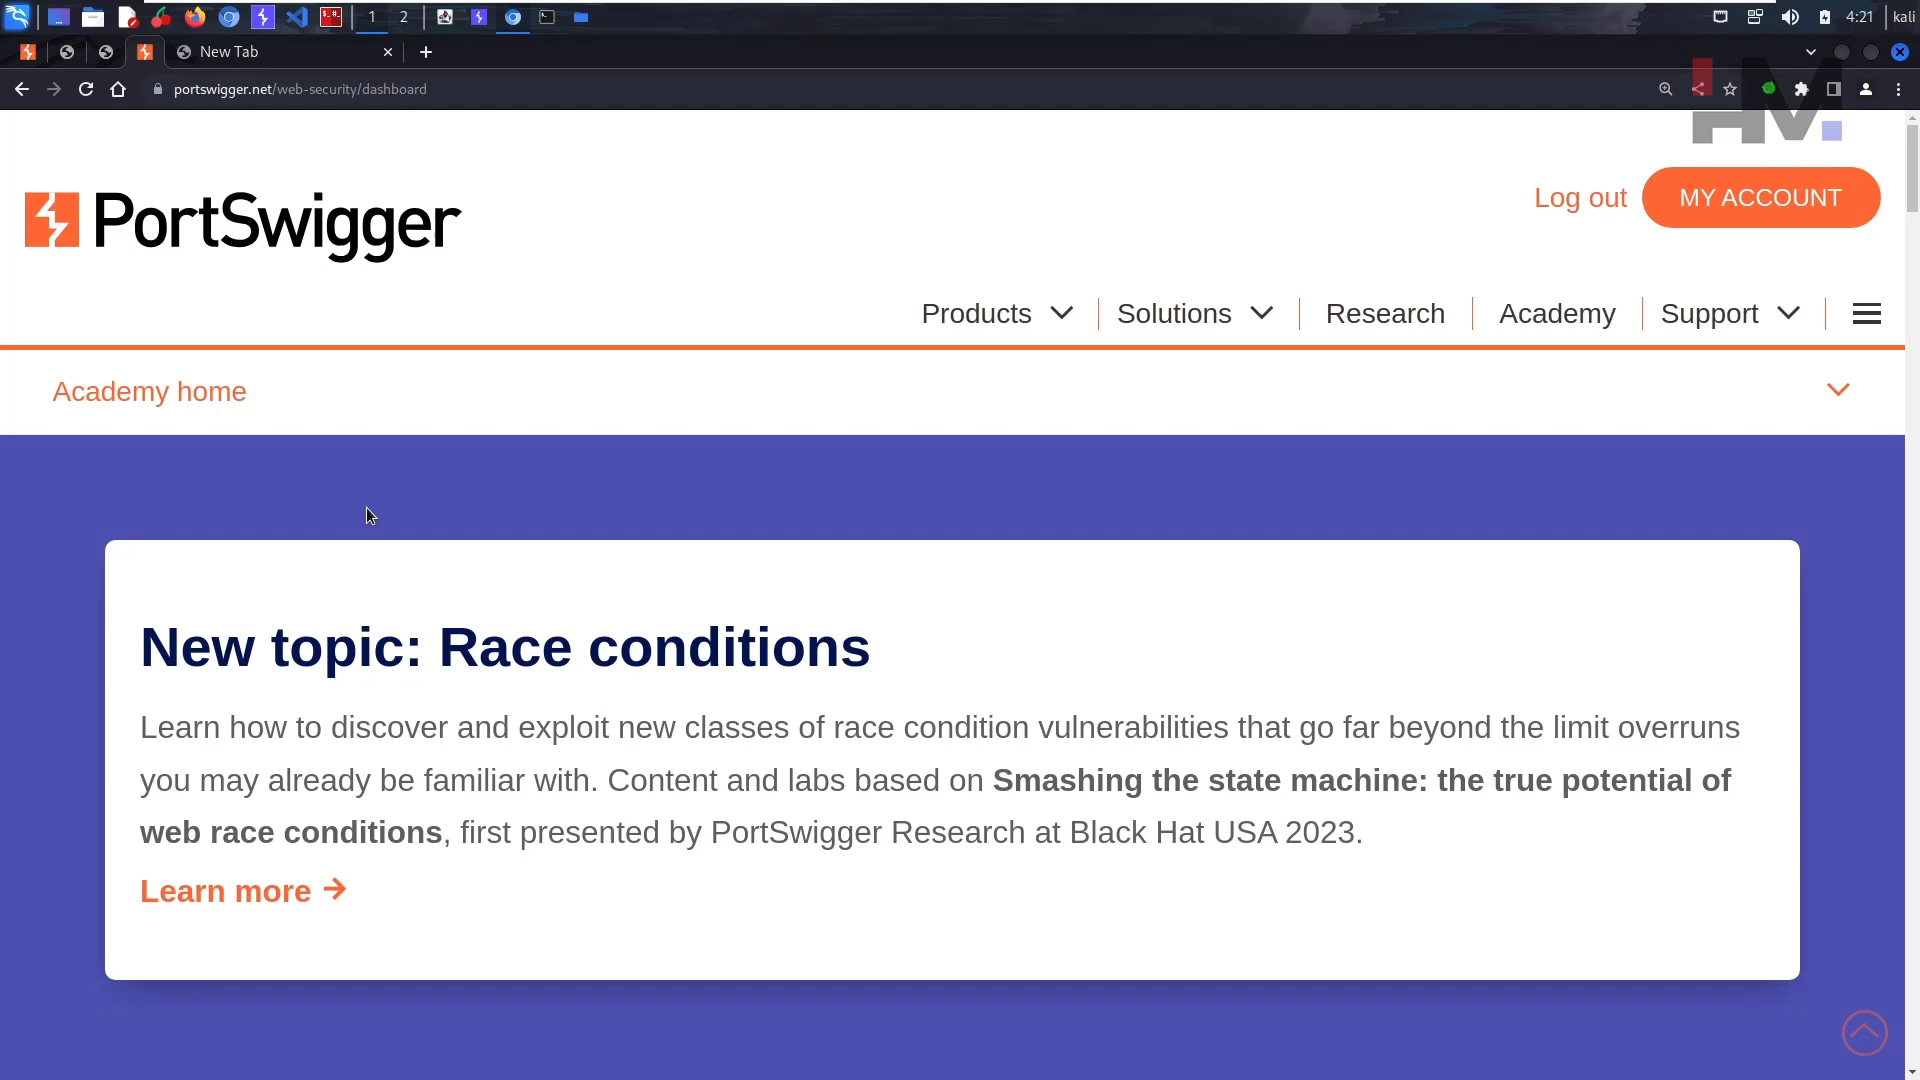 1 2 4:21 kali
New Tab
portswigger.net/web-security/dashboard
HM.
PortSwigger
Log out MY ACCOUNT
Products Solutions Research Academy Support
Academy home
New topic: Race conditions
Learn how to discover and exploit new classes of race condition vulnerabilities that go far beyond the limit overruns
you may already be familiar with. Content and labs based on Smashing the state machine: the true potential of
web race conditions, first presented by PortSwigger Research at Black Hat USA 2023.
Learn more